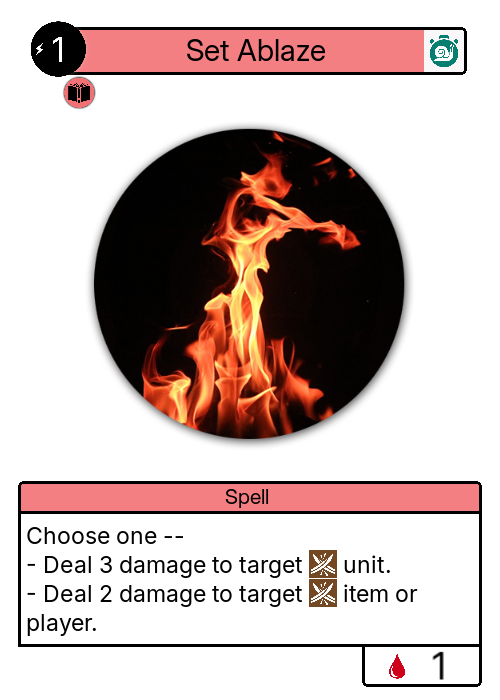 1
Set Ablaze
Spell
Choose one --
- Deal 3 damage to target unit.
- Deal 2 damage to target item or
player.
1